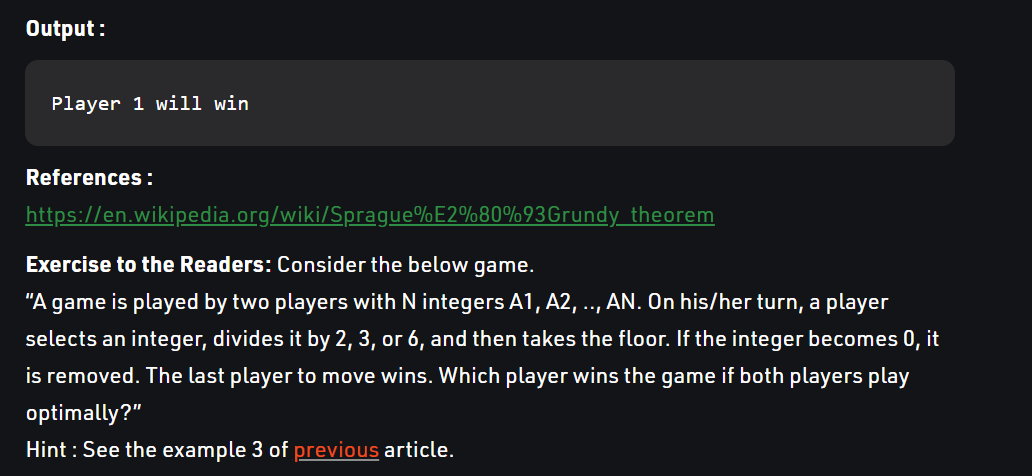 Output :
Player 1 will win
References :
https://en.wikipedia.org/wiki/Sprague%E2%80%93Grundy_theorem
Exercise to the Readers: Consider the below game.
“A game is played by two players with N integers A1, A2, .., AN. On his/her turn, a player
selects an integer, divides it by 2, 3, or 6, and then takes the floor. If the integer becomes 0, it
is removed. The last player to move wins. Which player wins the game if both players play
optimally?”
Hint : See the example 3 of previous article.